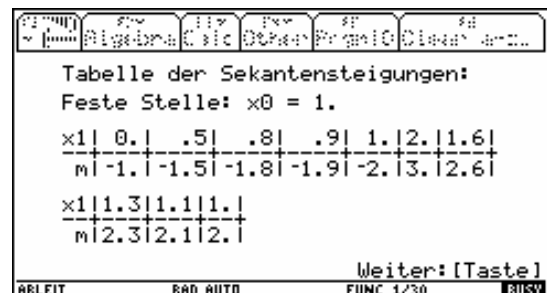 Algebra Calc Other PrgmIO Clear a-z…
Tabelle der Sekantensteigungen:
Feste Stelle: x0 = 1.
x1| 0.| .5| .8| .9| 1.|2.|1.6|
m|-1.|-1.5|-1.8|-1.9|-2.|3.|2.6|
x1|1.3|1.1|1.|
m|2.3|2.1|2.|
Weiter:[Taste]
ABLEIT RAD AUTO FUNC 1/30 BUSY